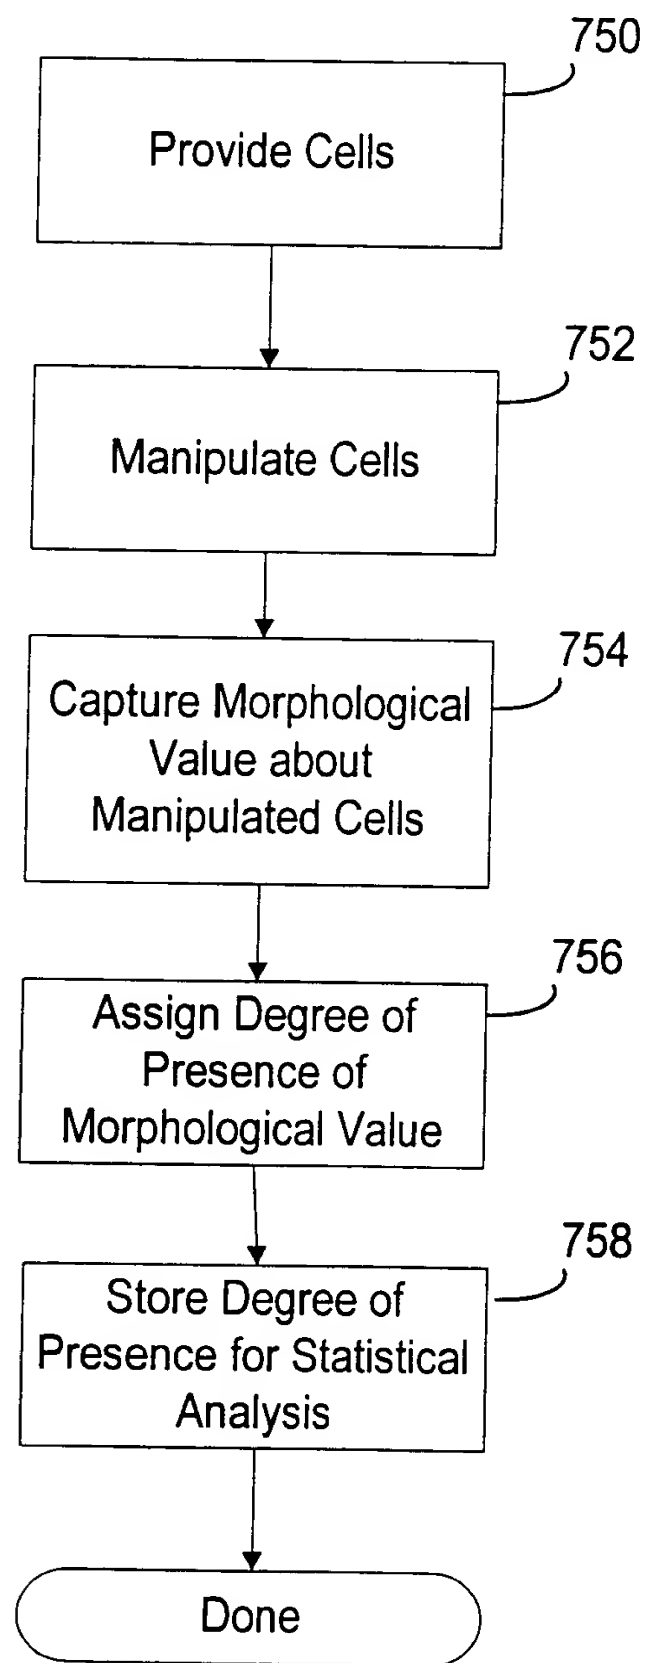 750
Provide Cells
752
Manipulate Cells
754
Capture Morphological
Value about
Manipulated Cells
756
Assign Degree of
Presence of
Morphological Value
758
Store Degree of
Presence for Statistical
Analysis
Done